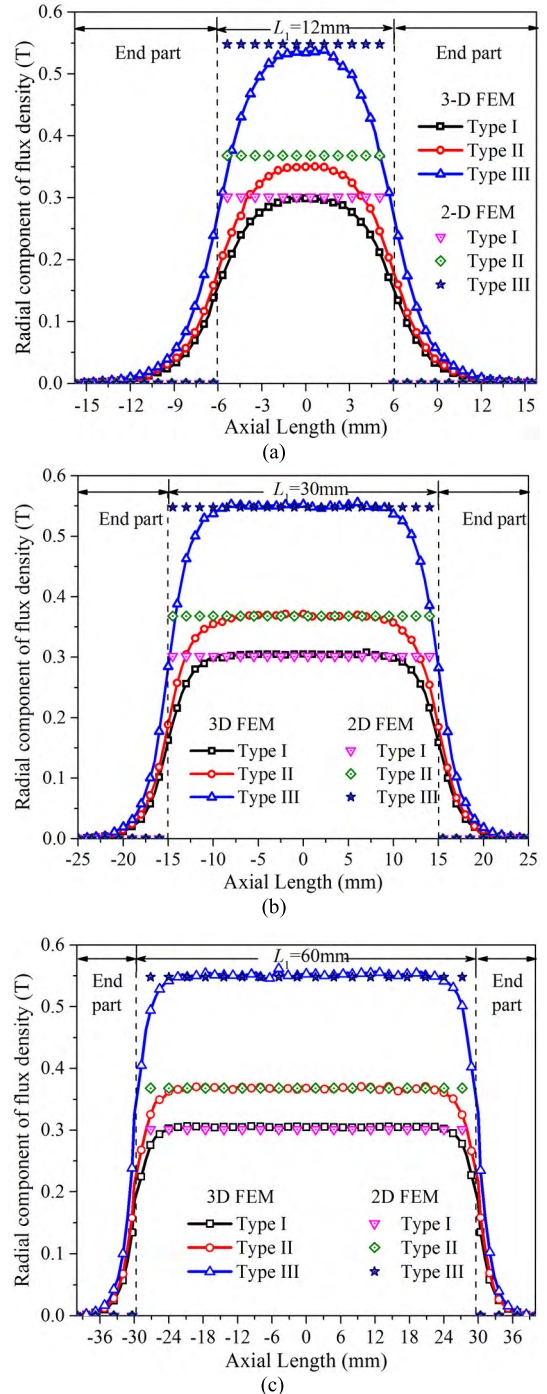 0.6
0.5
0.4
0.3
0.2
0.1
0.0
Radial component of flux density (T)
End part
L₁=12mm
End part
3-D FEM
Type I
Type II
Type III
2-D FEM
Type I
Type II
Type III
-15 -12 -9 -6 -3 0 3 6 9 12 15
Axial Length (mm)
(a)
0.6
0.5
0.4
0.3
0.2
0.1
0.0
Radial component of flux density (T)
End part
L₁=30mm
End part
3D FEM 2D FEM
Type I Type I
Type II Type II
Type III Type III
-25 -20 -15 -10 -5 0 5 10 15 20 25
Axial Length (mm)
(b)
0.6
0.5
0.4
0.3
0.2
0.1
0.0
Radial component of flux density (T)
End
part
L₁=60mm
End
part
3D FEM 2D FEM
Type I Type I
Type II Type II
Type III Type III
-36 -30 -24 -18 -12 -6 0 6 12 18 24 30 36
Axial Length (mm)
(c)